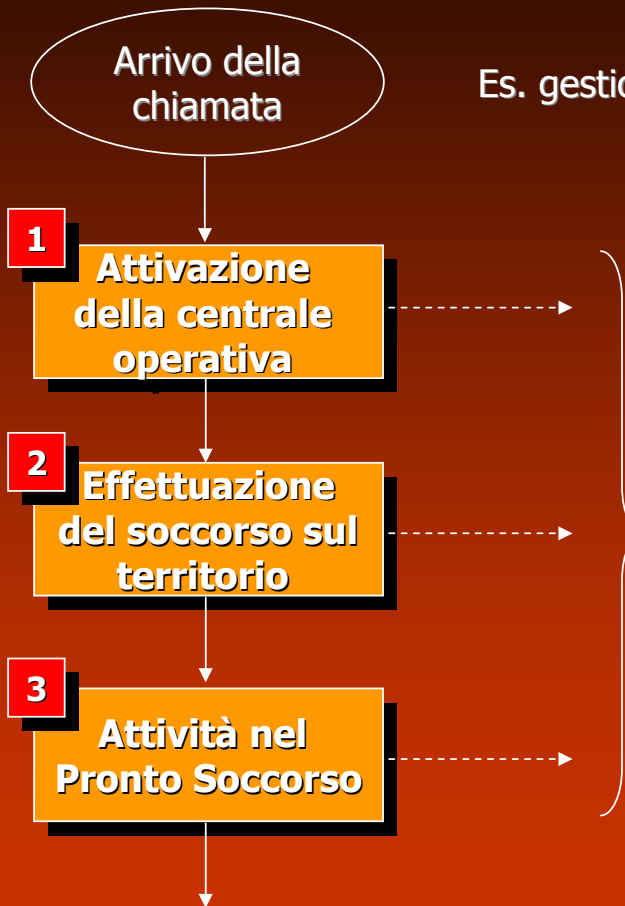 Arrivo della
chiamata
Es. gestio
1
Attivazione
della centrale
operativa
2
Effettuazione
del soccorso sul
territorio
3
Attività nel
Pronto Soccorso